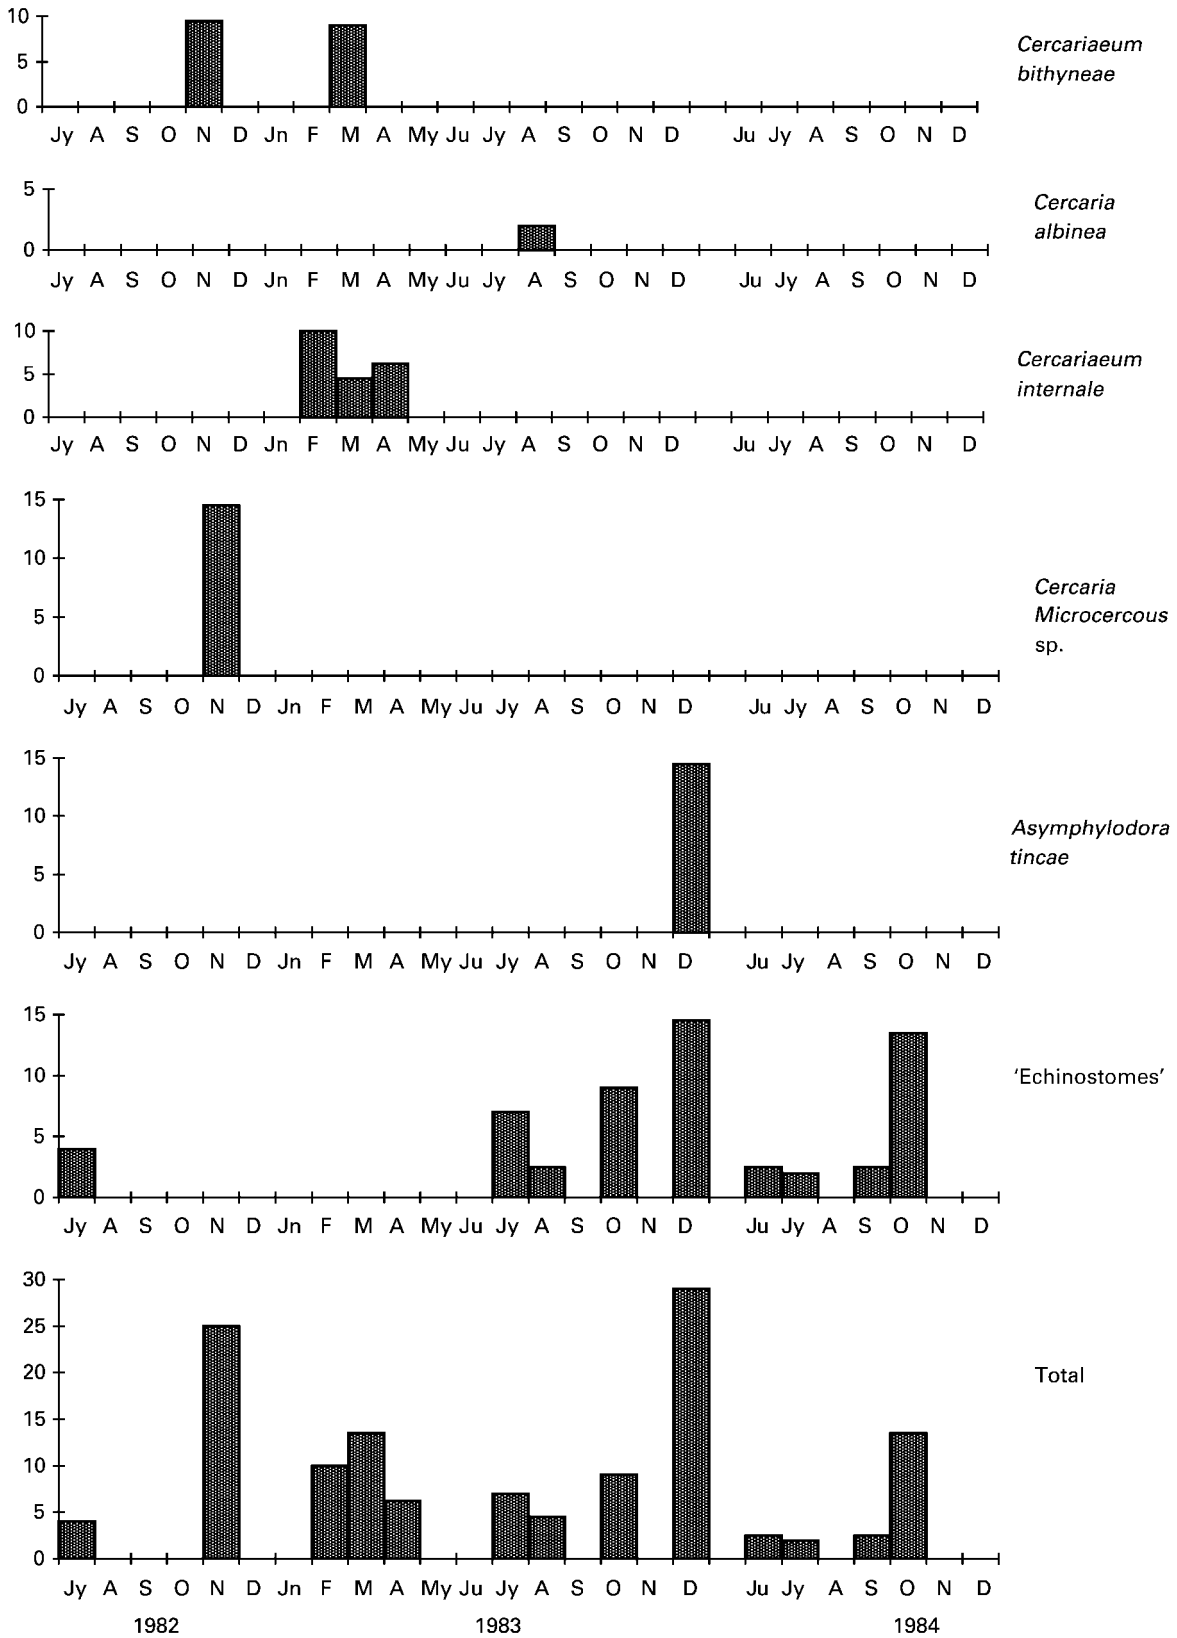 10
5
0
Jy A S O N D Jn F M A My Ju A S O N D Ju Jy A S O N D
Cercariaeum
bithyneae
5
0
Jy A S O N D Jn F M A My Ju Jy A S O N D Ju Jy A S O N D
Cercaria
albinea
10
5
0
Jy A S O N D Jn F M A My Ju Jy A S O N D Ju Jy A S O N D
Cercariaeum
internale
15
10
5
0
Jy A S O N D Jn F M A My Ju Jy A S O N D Ju Jy A S O N D
Cercaria
Microcercous
sp.
15
10
5
0
Jy A S O N D Jn F M A My Ju Jy A S O N D Ju Jy A S O N D
Asymphylodora
tincae
15
10
5
0
Jy A S O N D Jn F M A My Ju Jy A S O N D Ju Jy A S O N D
‘Echinostomes’
30
25
20
15
10
5
0
Jy A S O N D Jn F M A My Ju Jy A S O N D Ju Jy A S O N D
Total
1982 1983 1984